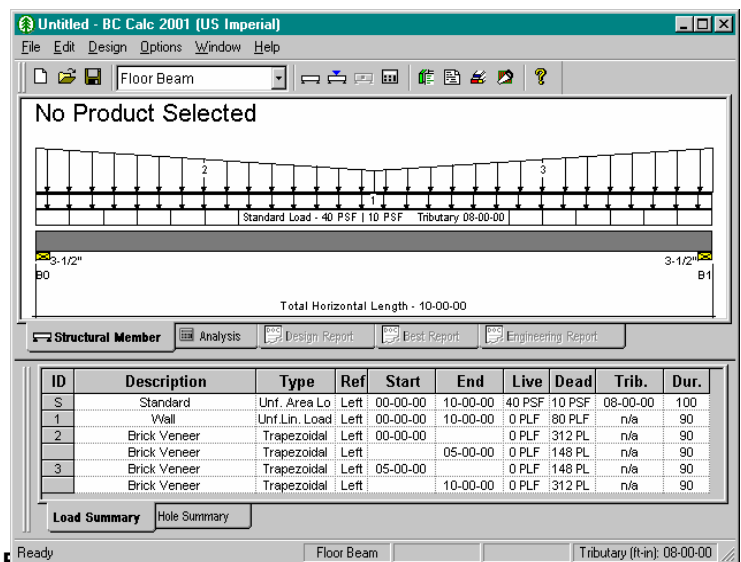 Untitled - BC Calc 2001 (US Imperial)
File Edit Design Options Window Help
Floor Beam
No Product Selected
2 3
1
Standard Load - 40 PSF | 10 PSF Tributary 08-00-00
3-1/2" 3-1/2"
B0 B1
Total Horizontal Length - 10-00-00
Structural Member Analysis Design Report Best Report Engineering Report
ID Description Type Ref Start End Live Dead Trib. Dur.
S Standard Unf. Area Lo Left 00-00-00 10-00-00 40 PSF 10 PSF 08-00-00 100
1 Wall Unf.Lin. Load Left 00-00-00 10-00-00 0 PLF 80 PLF n/a 90
2 Brick Veneer Trapezoidal Left 00-00-00 0 PLF 312 PL n/a 90
Brick Veneer Trapezoidal Left 05-00-00 0 PLF 148 PL n/a 90
3 Brick Veneer Trapezoidal Left 05-00-00 0 PLF 148 PL n/a 90
Brick Veneer Trapezoidal Left 10-00-00 0 PLF 312 PL n/a 90
Load Summary Hole Summary
Ready Floor Beam Tributary (ft-in): 08-00-00